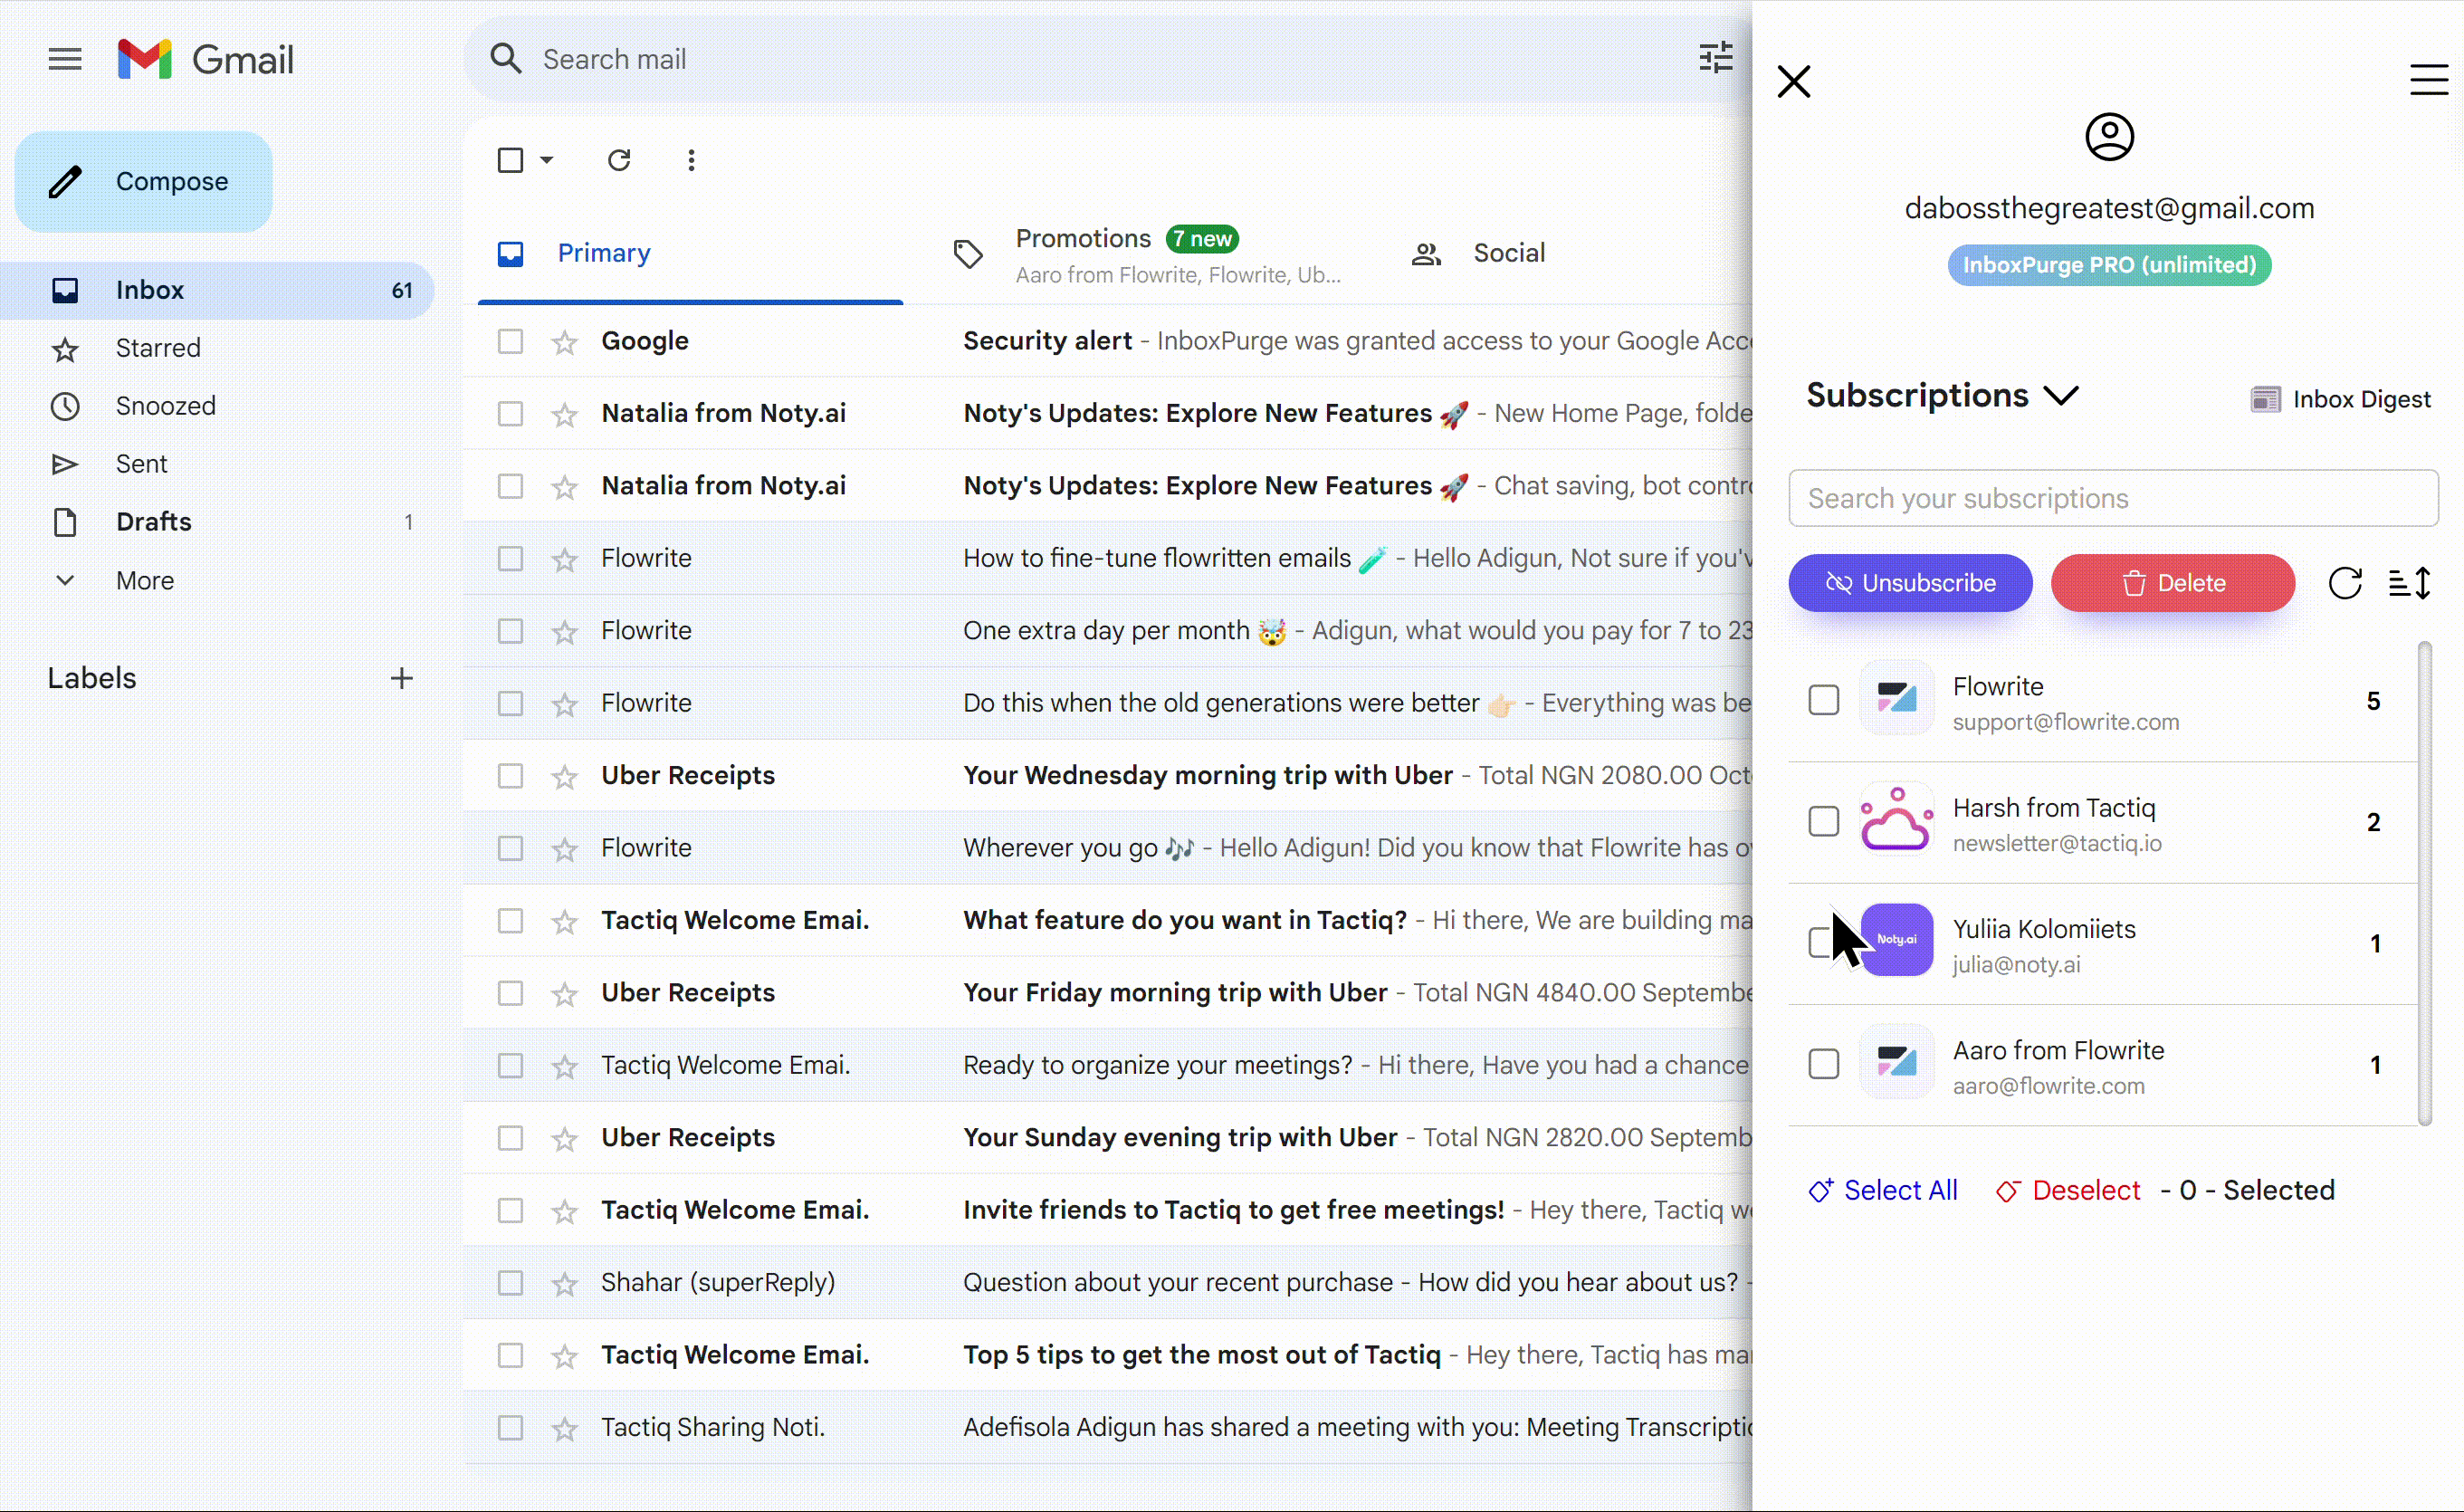 Gmail
Search mail
Compose
Inbox 61
Starred
Snoozed
Sent
Drafts 1
More
Labels
Primary
Promotions 7 new
Aaro from Flowrite, Flowrite, Ub...
Social
Google Security alert - InboxPurge was granted access to your Google
Natalia from Noty.ai Noty's Updates: Explore New Features 🚀 - New Home Page, folde
Natalia from Noty.ai Noty's Updates: Explore New Features 🚀 - Chat saving, bot contr
Flowrite How to fine-tune flowritten emails 🧪 - Hello Adigun, Not sure if you'v
Flowrite One extra day per month 🤯 - Adigun, what would you pay for 7 to 23
Flowrite Do this when the old generations were better 👉🏻 - Everything was be
Uber Receipts Your Wednesday morning trip with Uber - Total NGN 2080.00 Oct
Flowrite Wherever you go 🎶 - Hello Adigun! Did you know that Flowrite has
Tactiq Welcome Emai. What feature do you want in Tactiq? - Hi there, We are building ma
Uber Receipts Your Friday morning trip with Uber - Total NGN 4840.00 Septembe
Tactiq Welcome Emai. Ready to organize your meetings? - Hi there, Have you had a chance
Uber Receipts Your Sunday evening trip with Uber - Total NGN 2820.00 Septemb
Tactiq Welcome Emai. Invite friends to Tactiq to get free meetings! - Hey there, Tactiq
Shahar (superReply) Question about your recent purchase - How did you hear about us? -
Tactiq Welcome Emai. Top 5 tips to get the most out of Tactiq - Hey there, Tactiq has ma
Tactiq Sharing Noti. Adefisola Adigun has shared a meeting with you: Meeting Transcripti
dabossthegreatest@gmail.com
InboxPurge PRO (unlimited)
Subscriptions
Inbox Digest
Search your subscriptions
Unsubscribe
Delete
Flowrite 5
support@flowrite.com
Harsh from Tactiq 2
newsletter@tactiq.io
Noty.ai
Yuliia Kolomiiets 1
julia@noty.ai
Aaro from Flowrite 1
aaro@flowrite.com
Select All Deselect - 0 - Selected